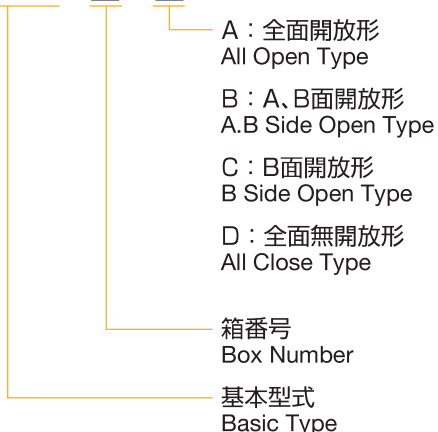 A：全面開放形
All Open Type
B：A、B面開放形
A.B Side Open Type
C：B面開放形
B Side Open Type
D：全面無開放形
All Close Type
箱番号
Box Number
基本型式
Basic Type